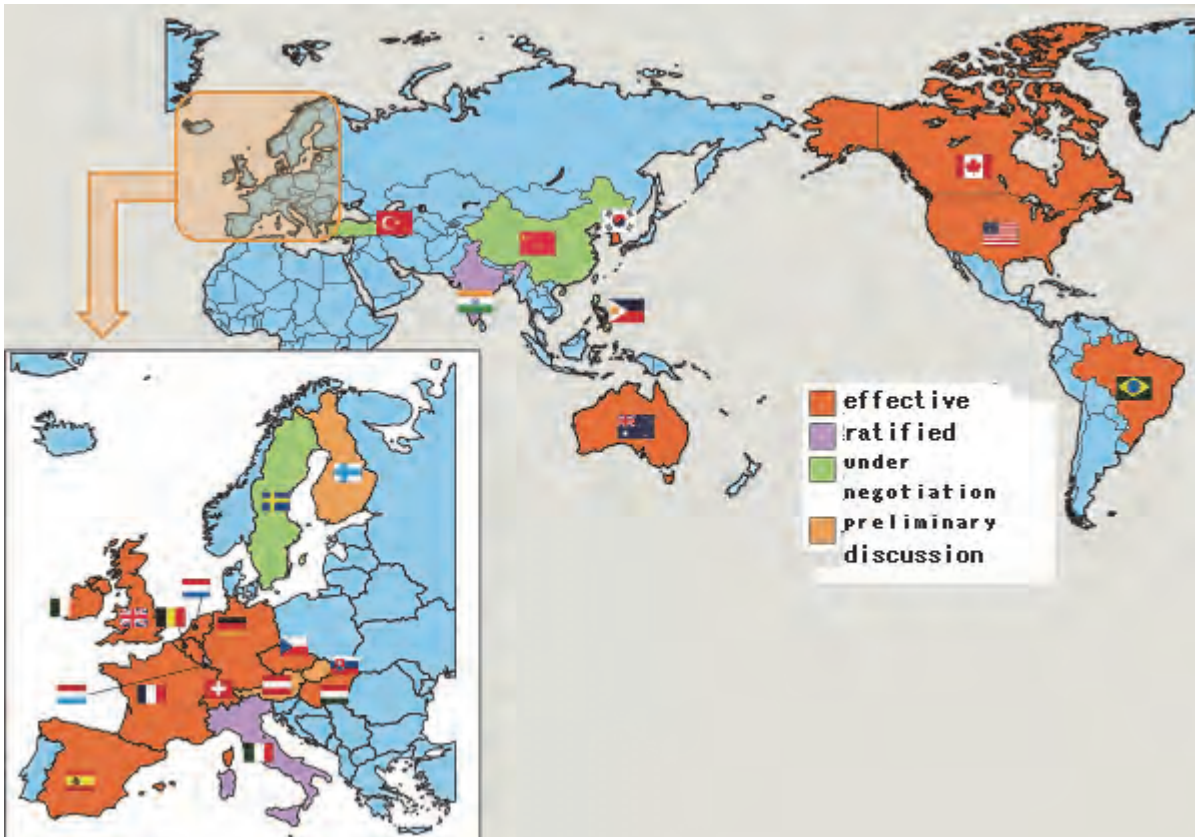 effective
ratified
under
negotiation
preliminary
discussion